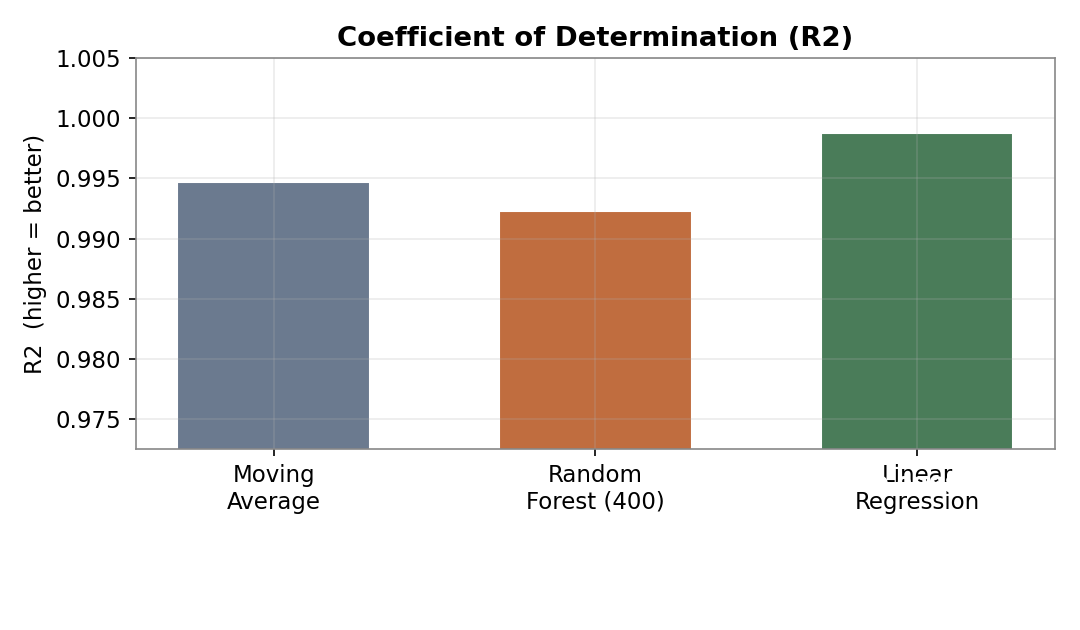 Coefficient of Determination (R2)
R2 (higher = better)
1.005
1.000
0.995
0.990
0.985
0.980
0.975
Moving
Average
Random
Forest (400)
Linear
Regression